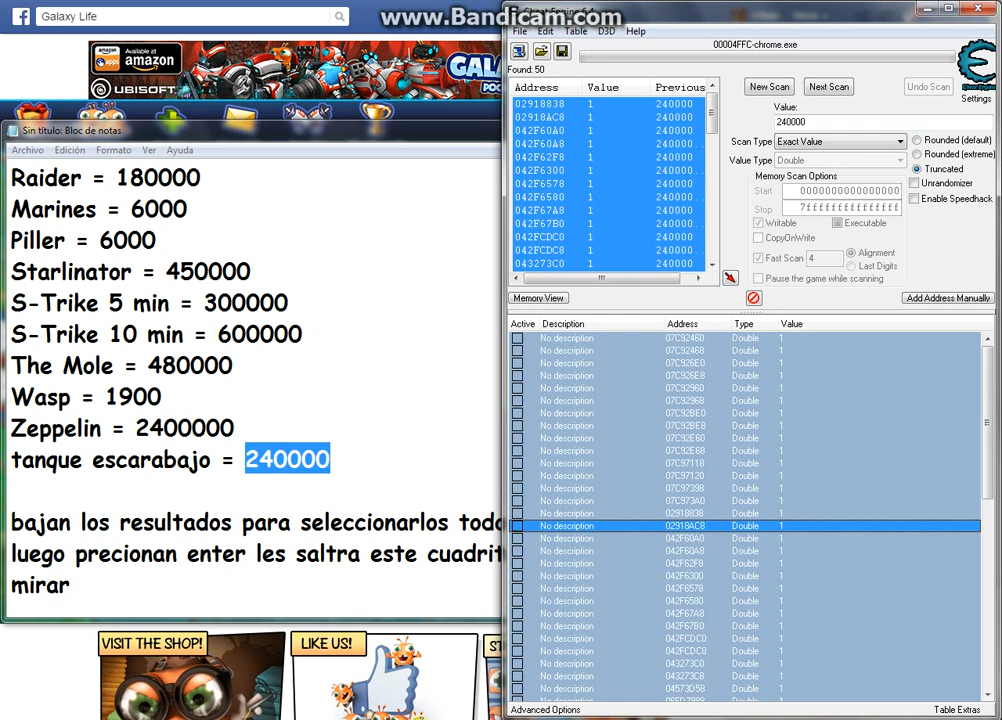 Galaxy Life
www.Bandicam.com
Available at
amazon
apps
UBISOFT
Sin título: Bloc de notas
Archivo Edición Formato Ver Ayuda
Raider = 180000
Marines = 6000
Piller = 6000
Starlinator = 450000
S-Trike 5 min = 300000
S-Trike 10 min = 600000
The Mole = 480000
Wasp = 1900
Zeppelin = 2400000
tanque escarabajo = 240000
bajan los resultados para seleccionarlos todo
luego precionan enter les saltra este cuadrit
mirar
VISIT THE SHOP!
LIKE US!
File Edit Table D3D Help
00004FFC-chrome.exe
Found: 50
Address Value Previous
02918838 1 240000
02918AC8 1 240000
042F60A0 1 240000
042F60A8 1 240000
042F62F8 1 240000
042F6300 1 240000
042F6578 1 240000
042F6580 1 240000
042F67A8 1 240000
042F67B0 1 240000
042FCDC0 1 240000
042FCDC8 1 240000
043273C0 1 240000
New Scan Next Scan Undo Scan
Settings
Value:
240000
Scan Type Exact Value
Value Type Double
Rounded (default)
Rounded (extreme)
Truncated
Unrandomizer
Enable Speedhack
Memory Scan Options
Start 0000000000000000
Stop 7fffffffffffffff
Writable Executable
CopyOnWrite
Fast Scan 4 Alignment
Last Digits
Pause the game while scanning
Memory View Add Address Manually
Active Description Address Type Value
No description 07C92460 Double 1
No description 07C92468 Double 1
No description 07C926E0 Double 1
No description 07C926E8 Double 1
No description 07C92960 Double 1
No description 07C92968 Double 1
No description 07C92BE0 Double 1
No description 07C92BE8 Double 1
No description 07C92E60 Double 1
No description 07C92E68 Double 1
No description 07C97118 Double 1
No description 07C97120 Double 1
No description 07C97398 Double 1
No description 07C973A0 Double 1
No description 02918838 Double 1
No description 02918AC8 Double 1
No description 042F60A0 Double 1
No description 042F60A8 Double 1
No description 042F62F8 Double 1
No description 042F6300 Double 1
No description 042F6578 Double 1
No description 042F6580 Double 1
No description 042F67A8 Double 1
No description 042F67B0 Double 1
No description 042FCDC0 Double 1
No description 042FCDC8 Double 1
No description 043273C0 Double 1
No description 04573D58 Double 1
Advanced Options Table Extras